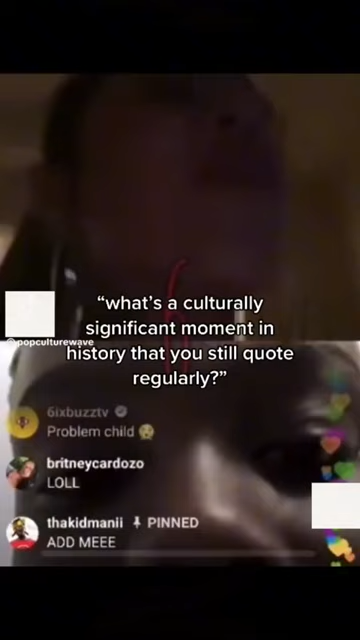 “what’s a culturally
significant moment in
@popculturewave
history that you still quote
regularly?”
6ixbuzztv
Problem child 😭
britneycardozo
LOLL
thakidmanii PINNED
ADD MEEE